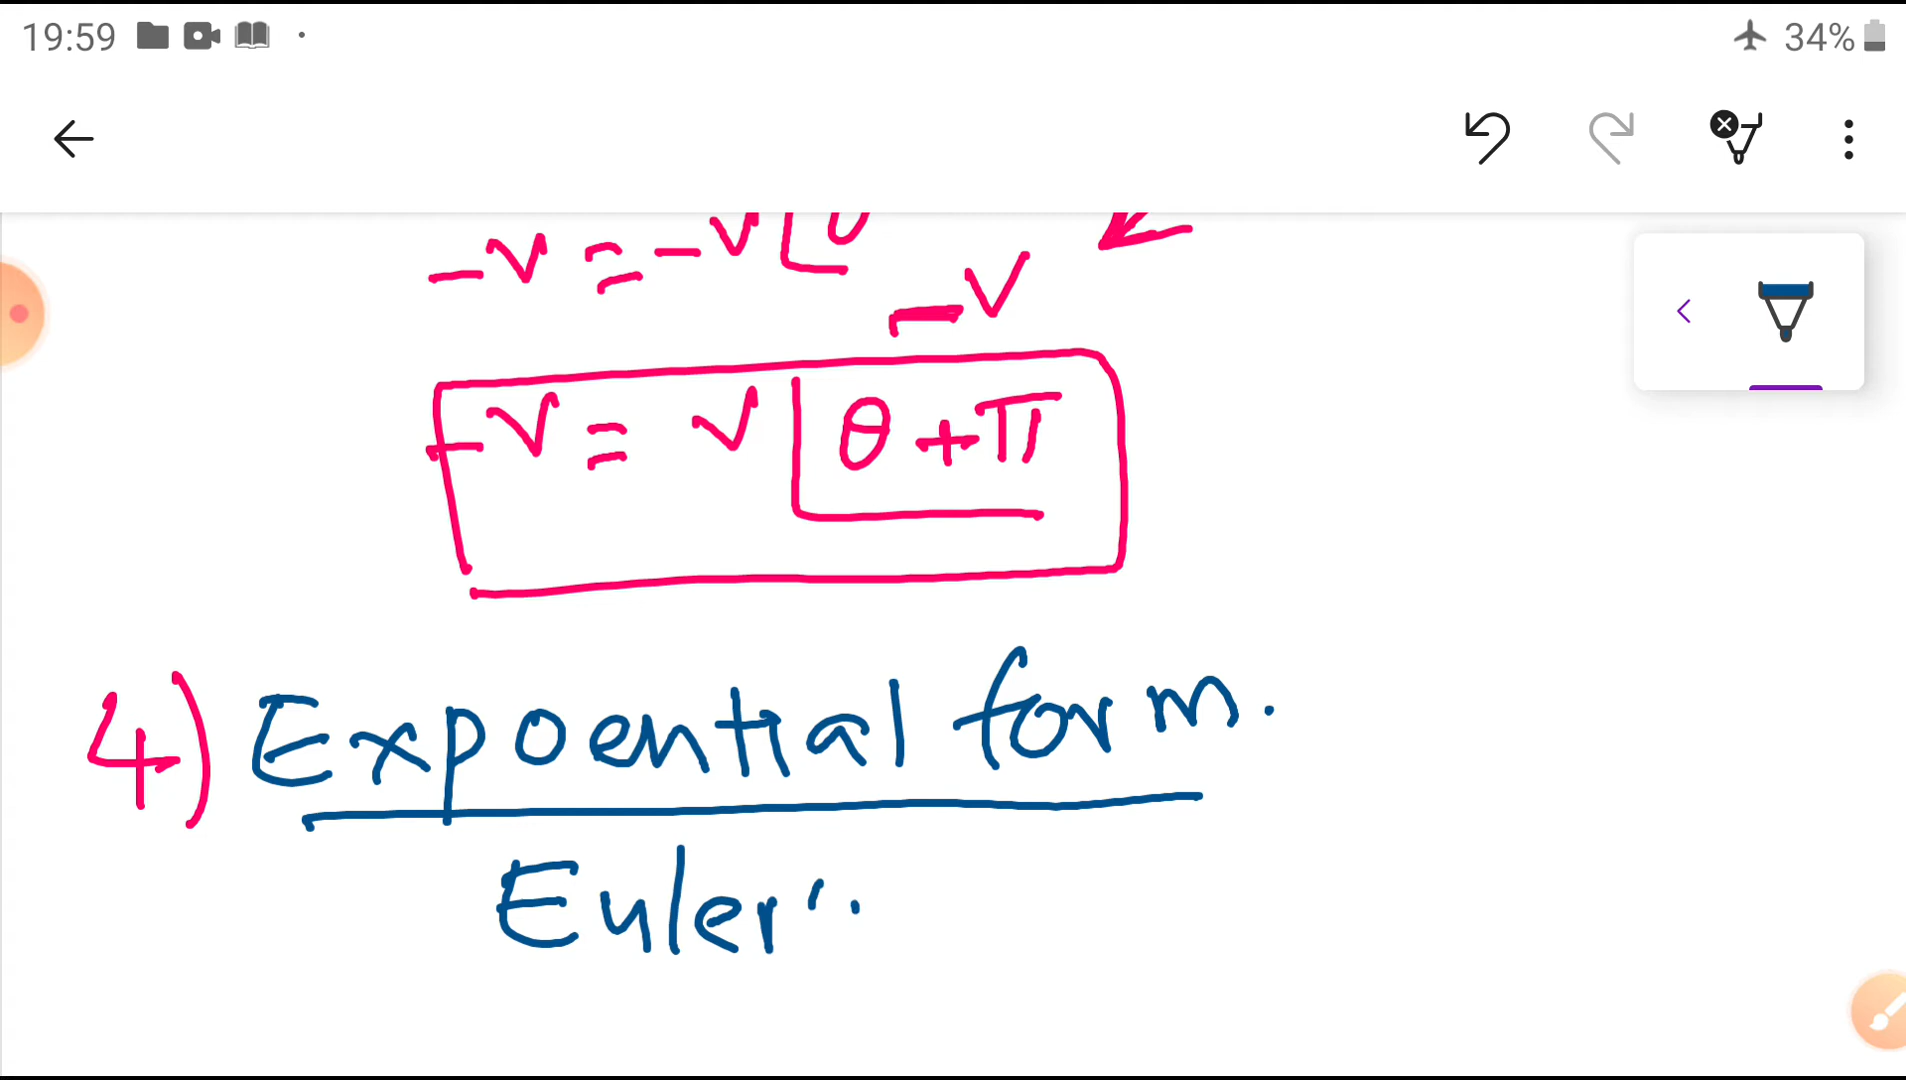 19:59 34%
-V = -V
-V
-V = V∠θ+π
4) Expoential form.
Euler'.